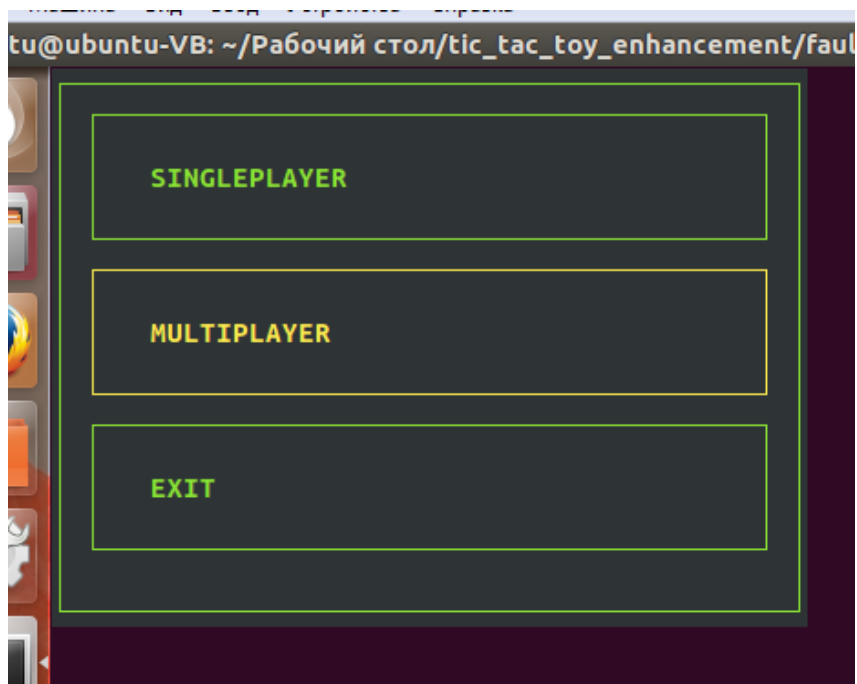 tu@ubuntu-VB: ~/Рабочий стол/tic_tac_toy_enhancement/faul
SINGLEPLAYER
MULTIPLAYER
EXIT